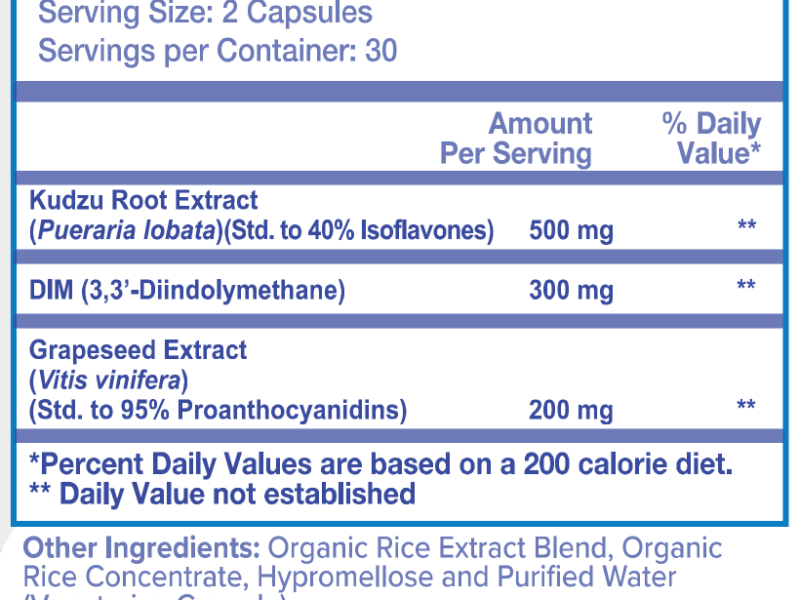 Serving Size: 2 Capsules
Servings per Container: 30
Amount % Daily
Per Serving Value*
Kudzu Root Extract
(Pueraria lobata)(Std. to 40% Isoflavones) 500 mg **
DIM (3,3’-Diindolymethane) 300 mg **
Grapeseed Extract
(Vitis vinifera)
(Std. to 95% Proanthocyanidins) 200 mg **
*Percent Daily Values are based on a 200 calorie diet.
** Daily Value not established
Other Ingredients: Organic Rice Extract Blend, Organic
Rice Concentrate, Hypromellose and Purified Water